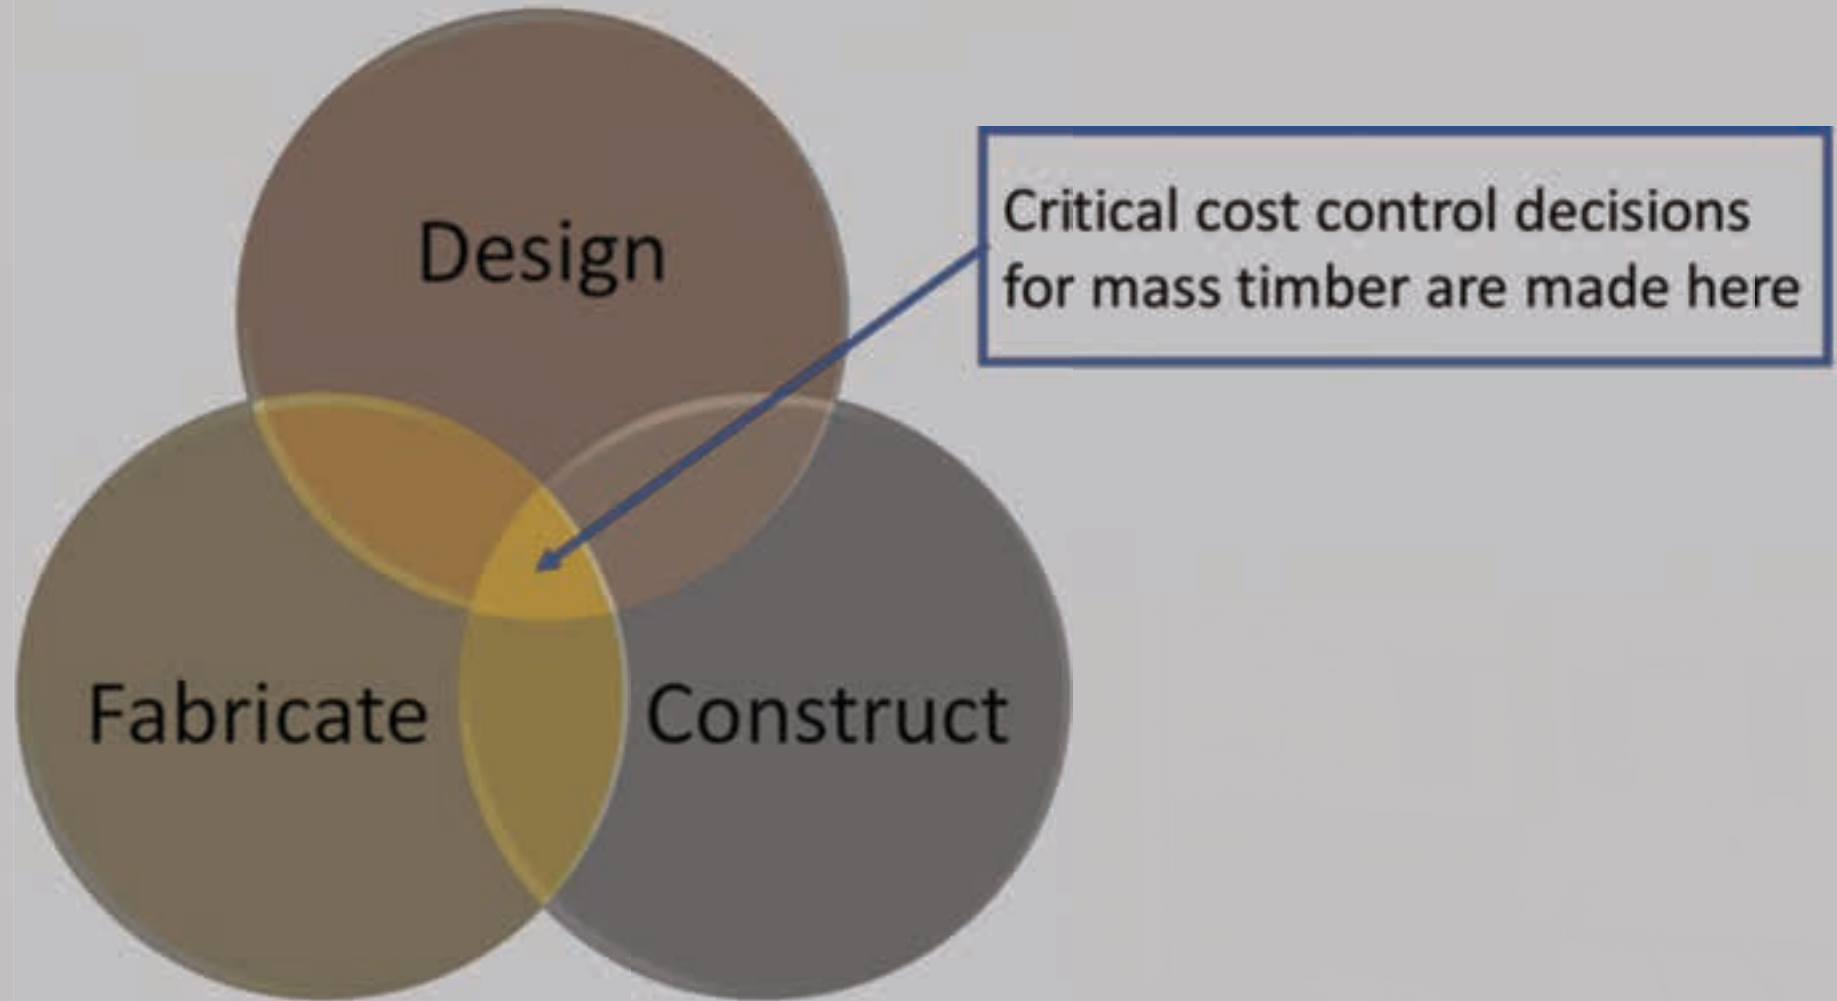 Design
Critical cost control decisions
for mass timber are made here
Fabricate
Construct